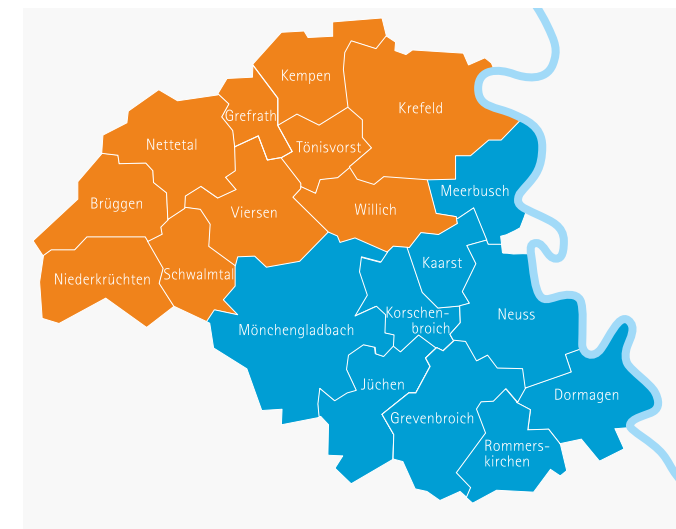 Kempen
Krefeld
Grefrath
Nettetal
Tönisvorst
Meerbusch
Brüggen
Viersen
Willich
Kaarst
Niederkrüchten
Schwalmtal
Korschen-
broich
Neuss
Mönchengladbach
Jüchen
Dormagen
Grevenbroich
Rommers-
kirchen